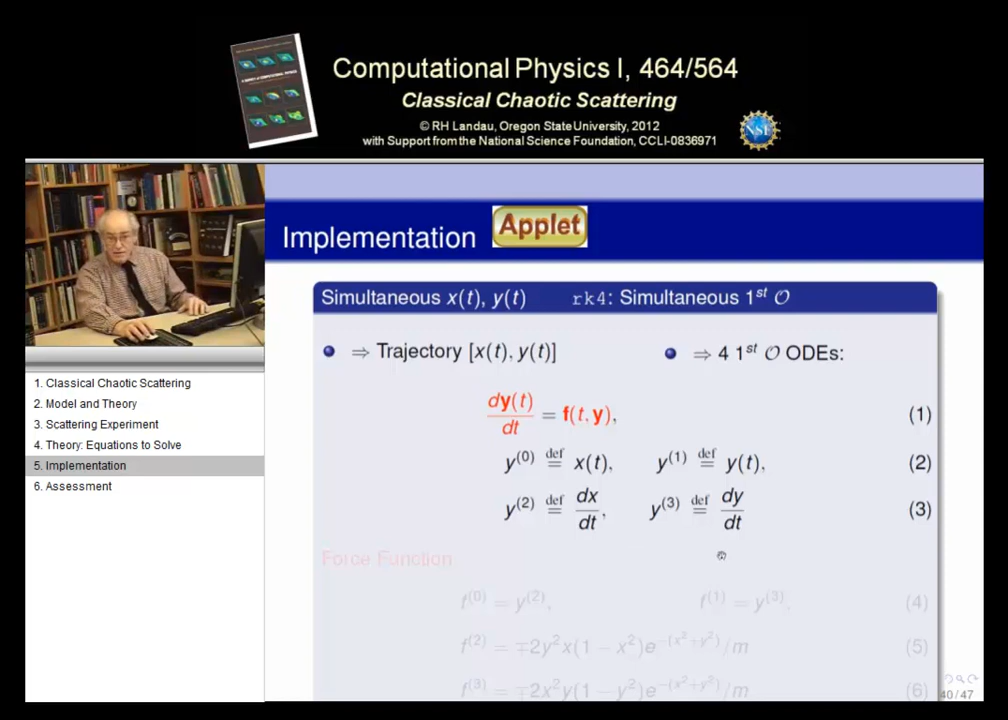 Computational Physics I, 464/564
Classical Chaotic Scattering
© RH Landau, Oregon State University, 2012
with Support from the National Science Foundation, CCLI-0836971
NSF
Implementation Applet
Simultaneous x(t), y(t) rk4: Simultaneous 1ˢᵗ 𝒪
⇒ Trajectory [x(t), y(t)] ⇒ 4 1ˢᵗ 𝒪 ODEs:
dy(t)/dt = f(t, y), (1)
y⁽⁰⁾ ≝ x(t), y⁽¹⁾ ≝ y(t), (2)
y⁽²⁾ ≝ dx/dt, y⁽³⁾ ≝ dy/dt (3)
Force Function
f⁽⁰⁾ = y⁽²⁾, f⁽¹⁾ = y⁽³⁾. (4)
f⁽²⁾ = ∓2y²x(1 − x²)e^−(x²+y²)/m (5)
f⁽³⁾ = ∓2x²y(1 − y²)e^−(x²+y²)/m (6)
40/47
1. Classical Chaotic Scattering
2. Model and Theory
3. Scattering Experiment
4. Theory: Equations to Solve
5. Implementation
6. Assessment